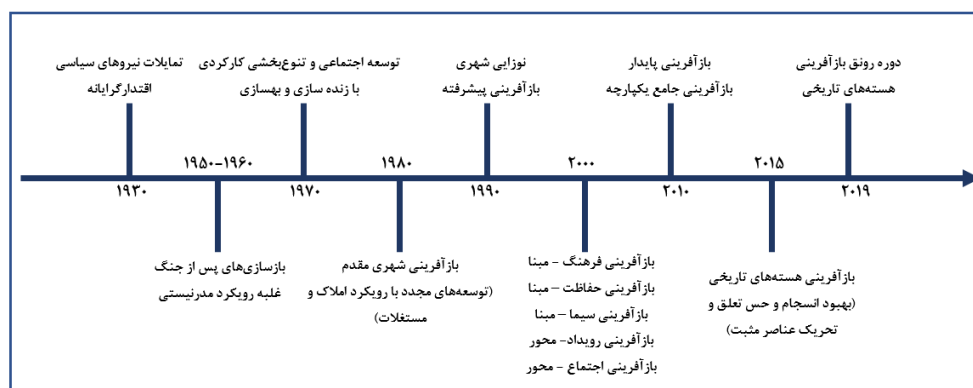 تمایلات نیروهای سیاسی
اقتدارگرایانه
۱۹۳۰
۱۹۵۰-۱۹۶۰
بازسازی‌های پس از جنگ
غلبه رویکرد مدرنیستی
توسعه اجتماعی و تنوع‌بخشی کارکردی
با زنده سازی و بهسازی
۱۹۷۰
۱۹۸۰
بازآفرینی شهری مقدم
(توسعه‌های مجدد با رویکرد املاک و
مستغلات)
نوزایی شهری
بازآفرینی پیشرفته
۱۹۹۰
۲۰۰۰
بازآفرینی فرهنگ - مبنا
بازآفرینی حفاظت – مبنا
بازآفرینی سیما – مبنا
بازآفرینی رویداد- محور
بازآفرینی اجتماع - محور
بازآفرینی پایدار
بازآفرینی جامع یکپارچه
۲۰۱۰
۲۰۱۵
بازآفرینی هسته‌های تاریخی
(بهبود انسجام و حس تعلق و
تحریک عناصر مثبت)
دوره رونق بازآفرینی
هسته‌های تاریخی
۲۰۱۹